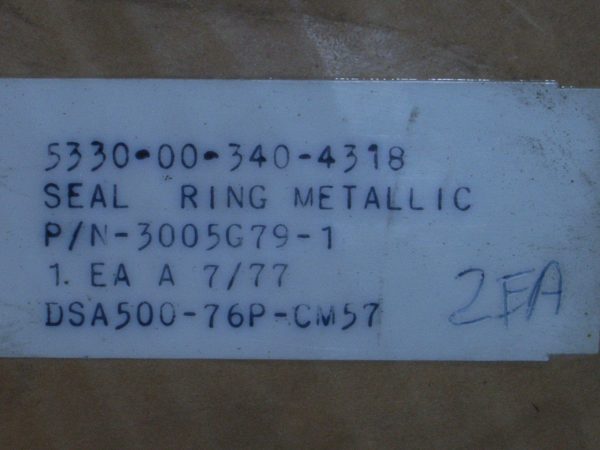 5330-00-340-4318
SEAL RING METALLIC
P/N-3005G79-1
1. EA A 7/77
DSA500-76P-CM57
2EA